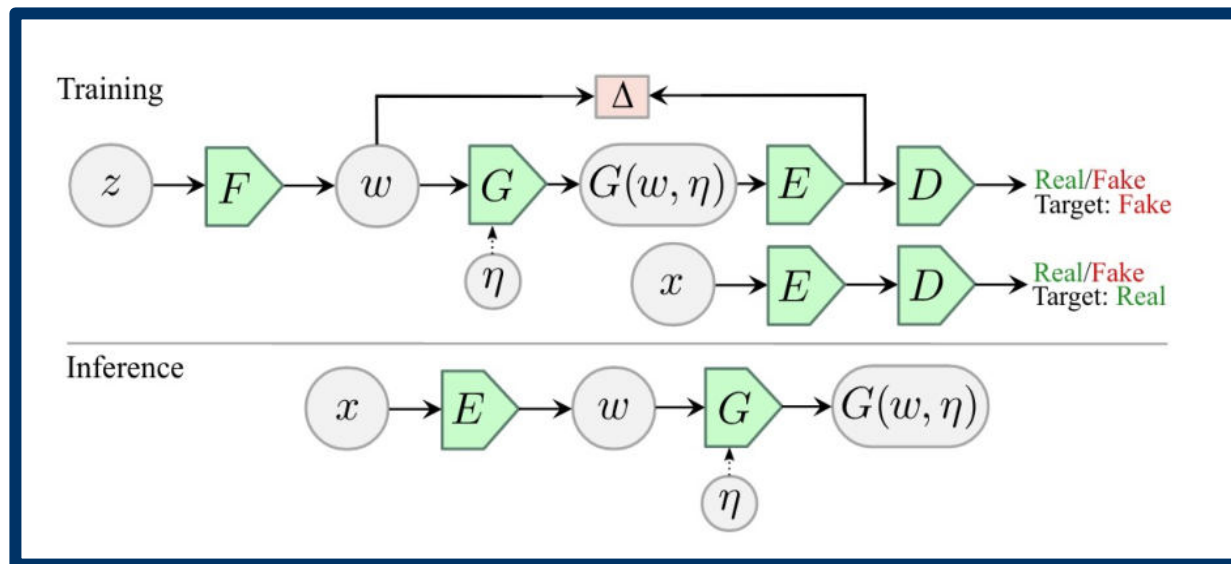 Training
Δ
z F w G G(w, η) E D Real/Fake
Target: Fake
η
x E D Real/Fake
Target: Real
Inference
x E w G G(w, η)
η